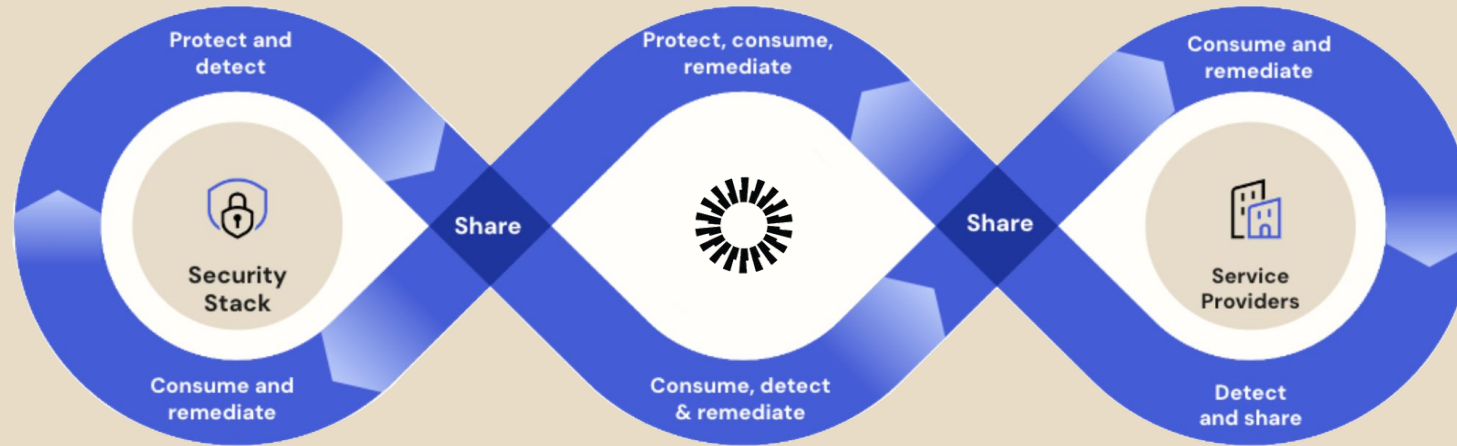 Protect and
detect
Security
Stack
Consume and
remediate
Share
Protect, consume,
remediate
Consume, detect
& remediate
Share
Consume and
remediate
Service
Providers
Detect
and share